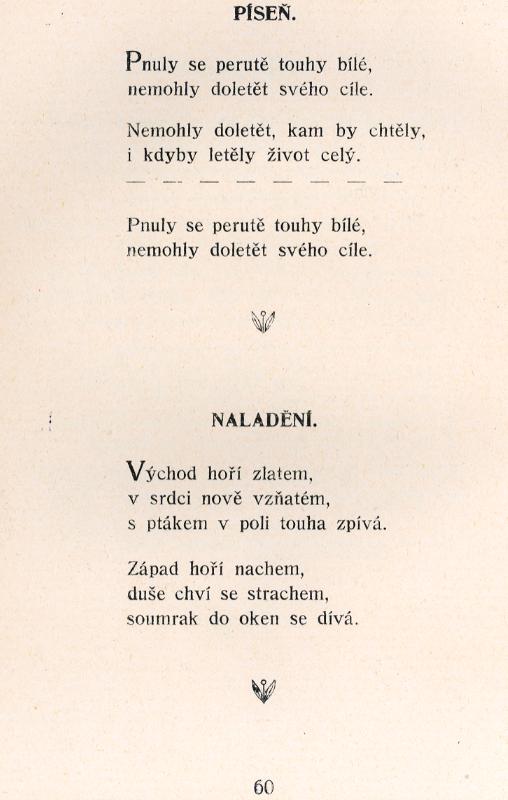 PÍSEŇ.
Pnuly se perutě touhy bílé,
nemohly doletět svého cíle.
Nemohly doletět, kam by chtěly,
i kdyby letěly život celý.
— — — — — — — —
Pnuly se perutě touhy bílé,
nemohly doletět svého cíle.
NALADĚNÍ.
Východ hoří zlatem,
v srdci nově vzňatém,
s ptákem v poli touha zpívá.
Západ hoří nachem,
duše chví se strachem,
soumrak do oken se dívá.
60